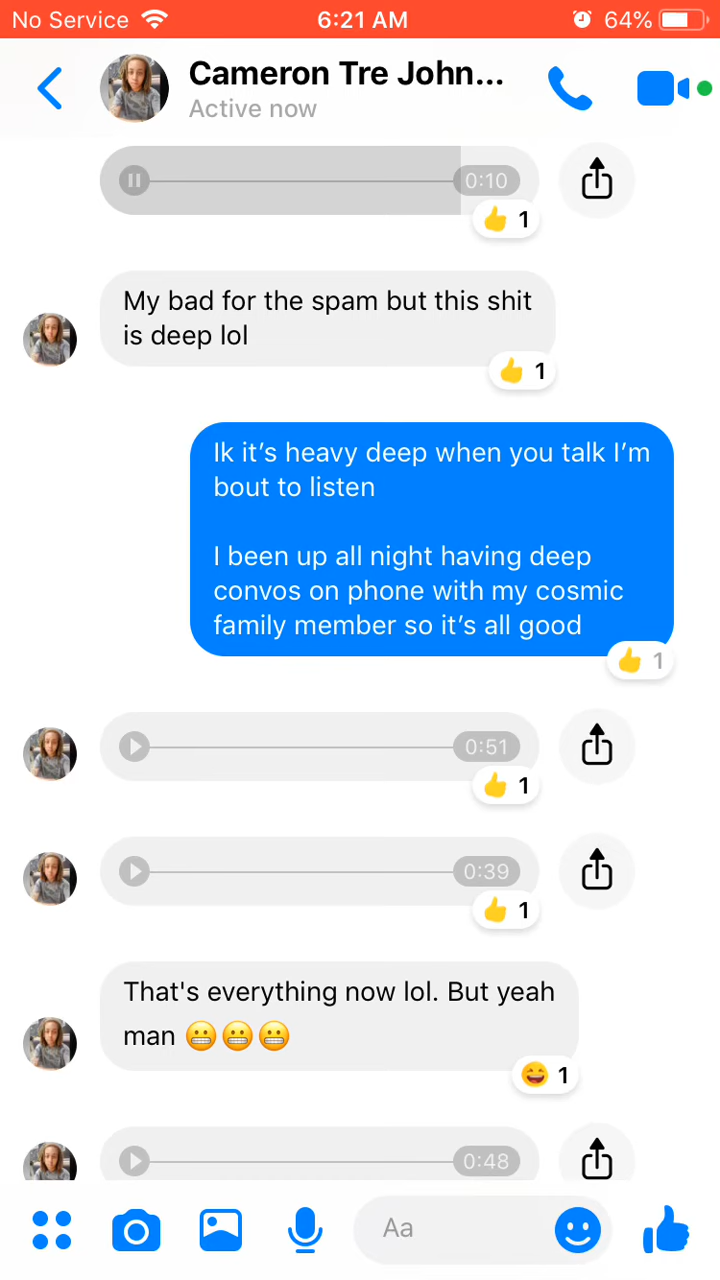 No Service 6:21 AM 64%
Cameron Tre John...
Active now
0:10
1
My bad for the spam but this shit
is deep lol
1
Ik it’s heavy deep when you talk I’m
bout to listen
I been up all night having deep
convos on phone with my cosmic
family member so it’s all good
1
0:51
1
0:39
1
That's everything now lol. But yeah
man 😬😬😬
1
0:48
Aa